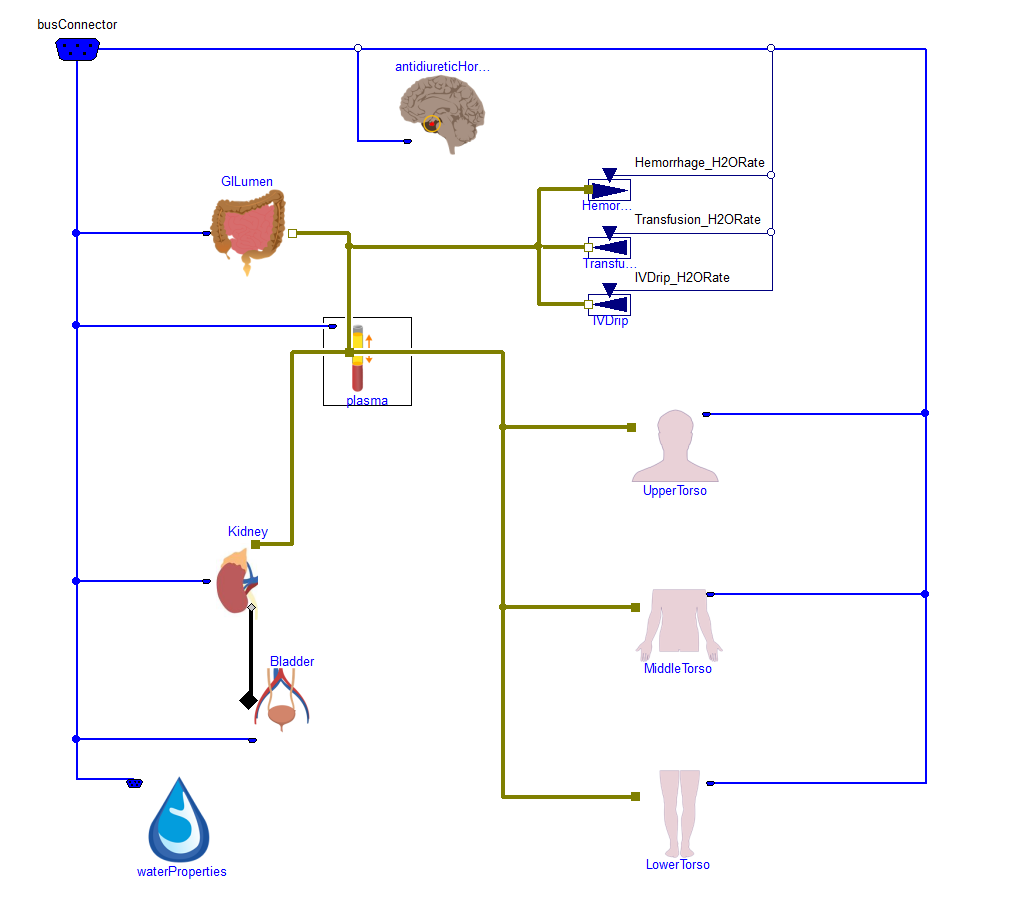 busConnector
antidiureticHor...
Hemorrhage_H2ORate
GILumen
Hemor...
Transfusion_H2ORate
Transfu...
IVDrip_H2ORate
IVDrip
plasma
UpperTorso
Kidney
Bladder
MiddleTorso
LowerTorso
waterProperties